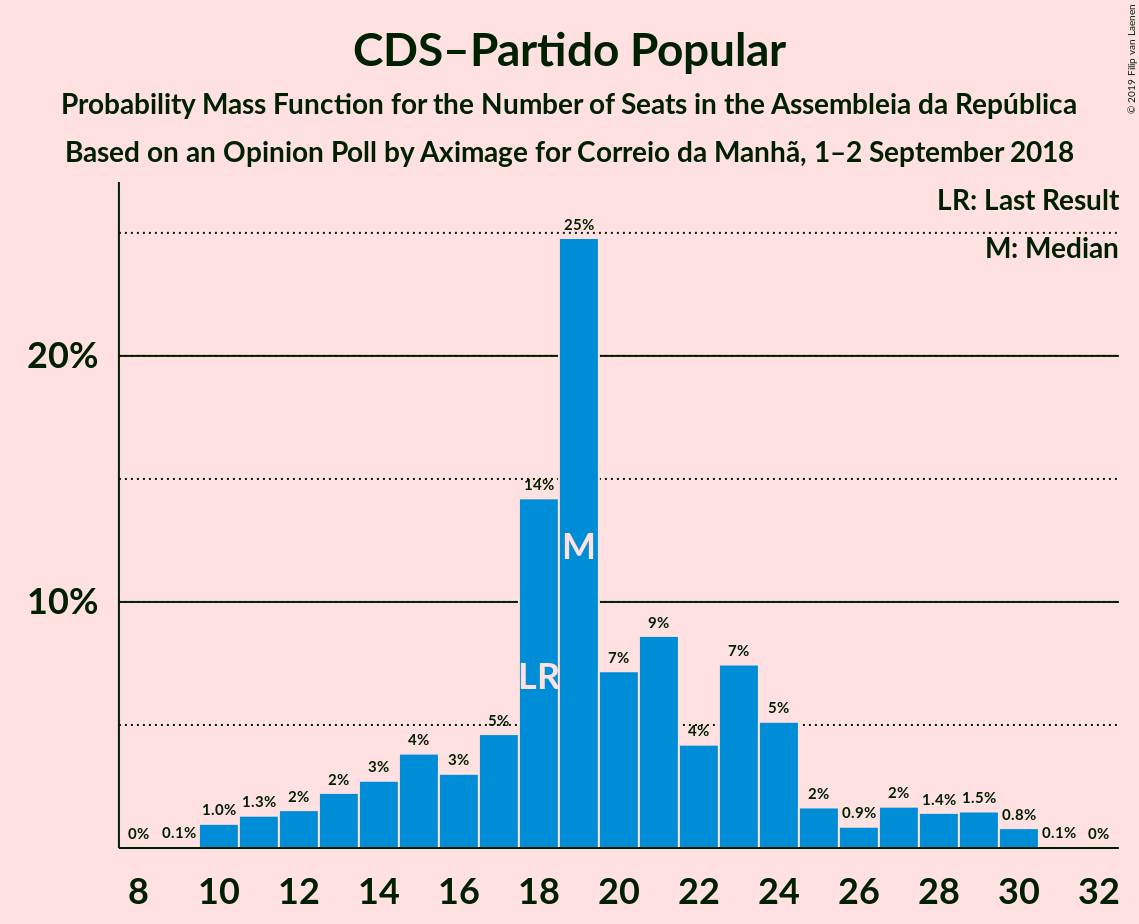 CDS–Partido Popular
Probability Mass Function for the Number of Seats in the Assembleia da República
Based on an Opinion Poll by Aximage for Correio da Manhã, 1–2 September 2018
© 2019 Filip van Laenen
LR: Last Result
M: Median
20%
10%
0% 0.1% 1.0% 1.3% 2% 2% 3% 4% 3% 5% 14% 25% 7% 9% 4% 7% 5% 2% 0.9% 2% 1.4% 1.5% 0.8% 0.1% 0%
LR M
8 10 12 14 16 18 20 22 24 26 28 30 32